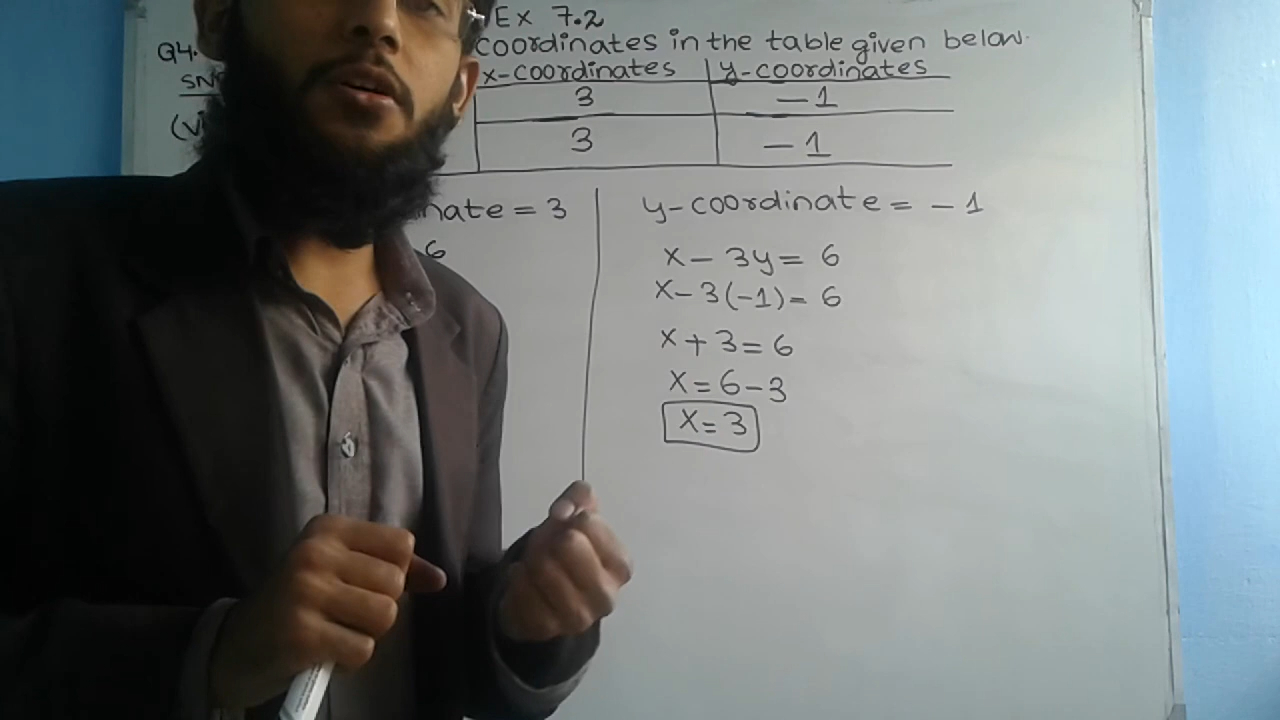 Ex 7.2
Q4. coordinates in the table given below.
x-coordinates y-coordinates
3 -1
3 -1
nate = 3
6
y-coordinate = -1
x - 3y = 6
x - 3(-1) = 6
x + 3 = 6
x = 6 - 3
x = 3